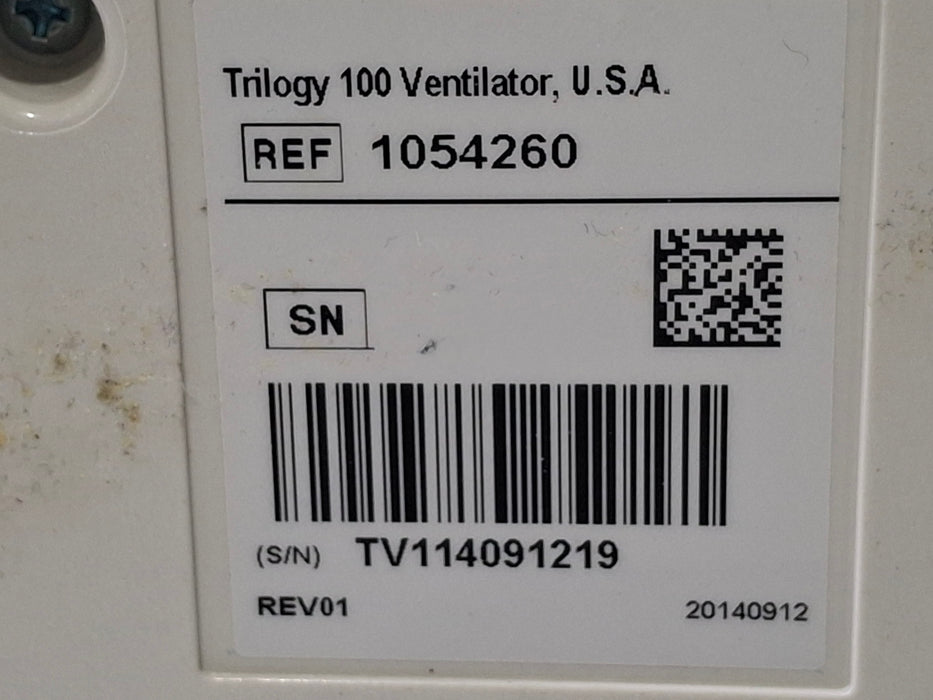 Trilogy 100 Ventilator, U.S.A.
REF 1054260
SN
(S/N) TV114091219
REV01 20140912